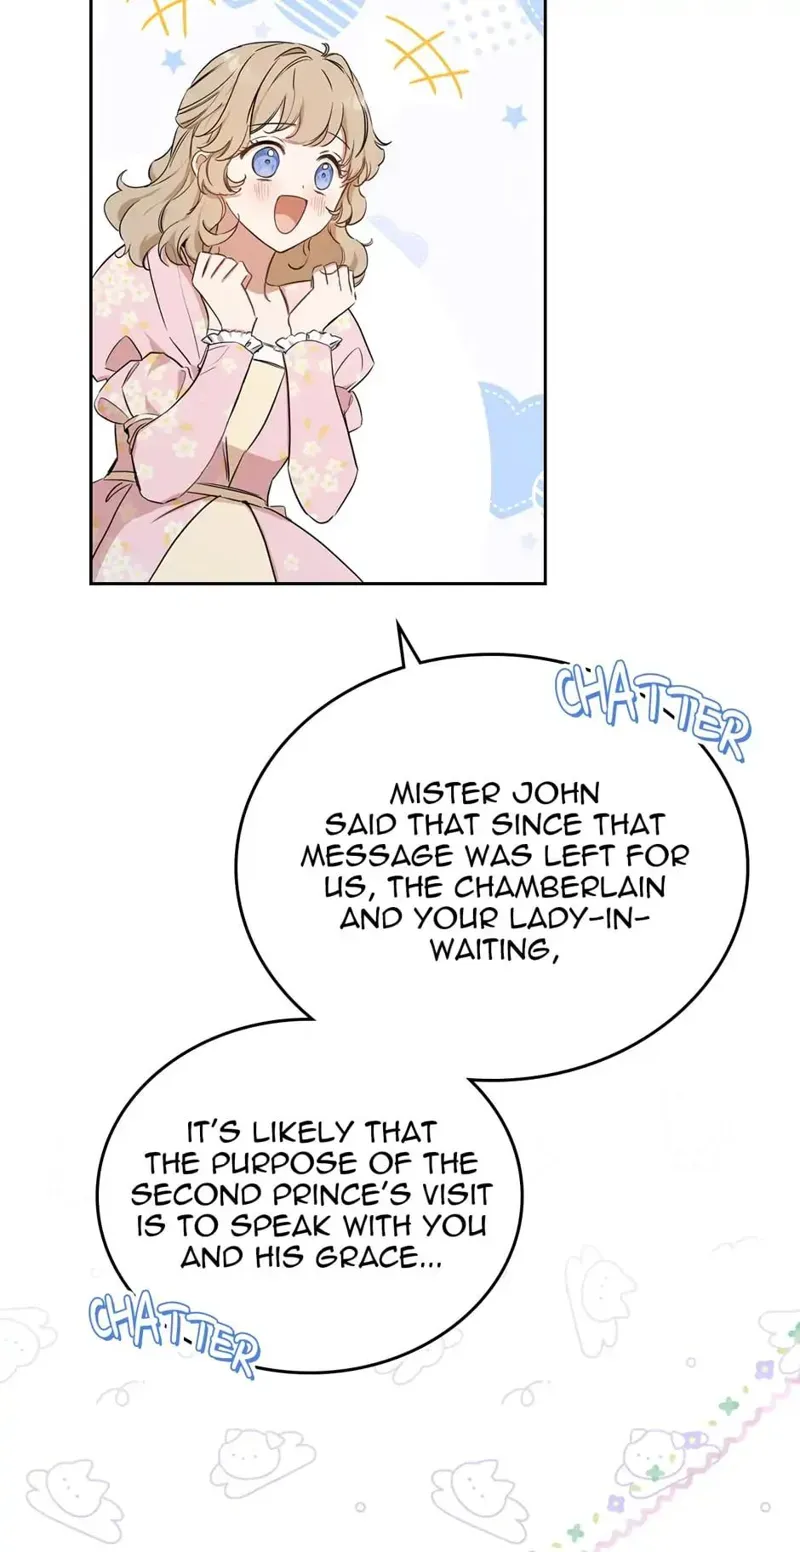 CHATTER
MISTER JOHN
SAID THAT SINCE THAT
MESSAGE WAS LEFT FOR
US, THE CHAMBERLAIN
AND YOUR LADY-IN-
WAITING,
IT'S LIKELY THAT
THE PURPOSE OF THE
SECOND PRINCE'S VISIT
IS TO SPEAK WITH YOU
AND HIS GRACE...
CHATTER